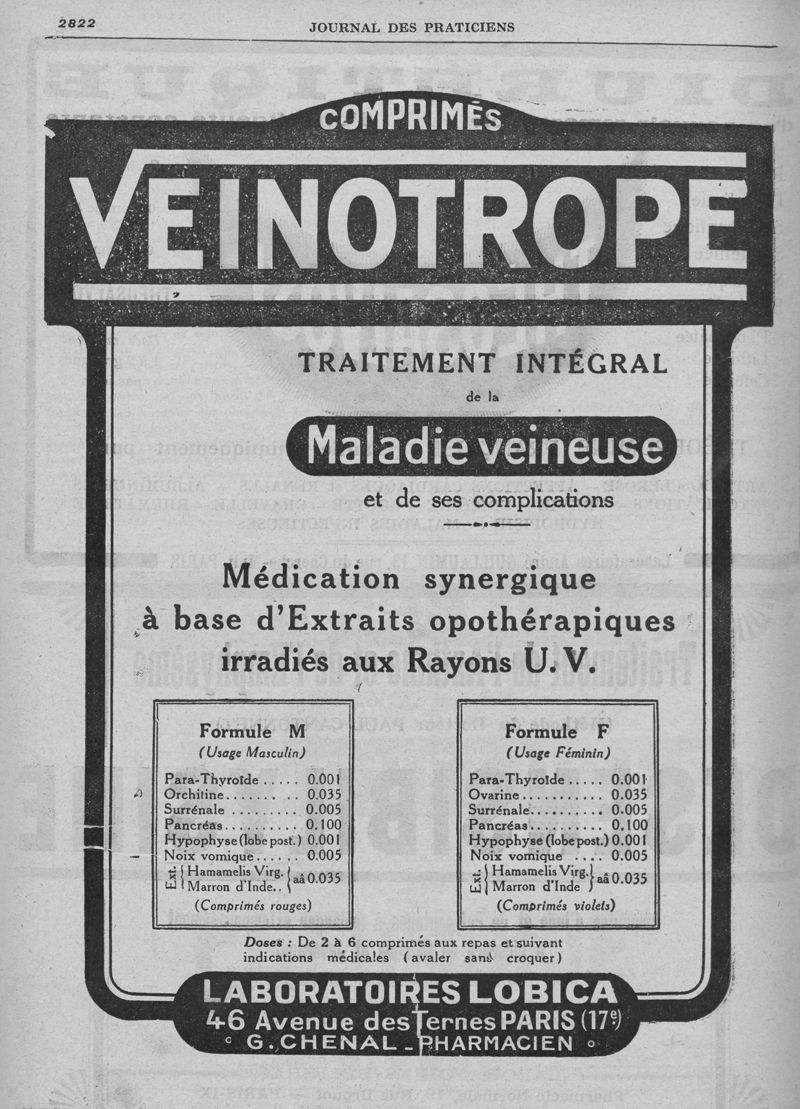 2822
JOURNAL DES PRATICIENS
COMPRIMÉS
VEINOTROPE
TRAITEMENT INTÉGRAL
de la
Maladie veineuse
et de ses complications
Médication synergique
à base d'Extraits opothérapiques
irradiés aux Rayons U. V.
Formule M
(Usage Masculin)
Para-Thyroïde ..... 0.001
Orchitine........ .. 0.035
Surrénale .......... 0.005
Pancréas.......... 0.100
Hypophyse (lobe post.) 0.001
Noix vomique...... 0.005
Ext. { Hamamelis Virg. } aâ 0.035
Marron d'Inde..
(Comprimés rouges)
Formule F
(Usage Féminin)
Para-Thyroïde ..... 0.001
Ovarine........... 0.035
Surrénale.......... 0.005
Pancréas.......... 0.100
Hypophyse (lobe post.) 0.001
Noix vomique .... 0.005
Ext. { Hamamelis Virg. } aâ 0.035
Marron d'Inde
(Comprimés violets)
Doses : De 2 à 6 comprimés aux repas et suivant
indications médicales (avaler sans croquer)
LABORATOIRES LOBICA
46 Avenue des Ternes PARIS (17e)
G. CHENAL - PHARMACIEN